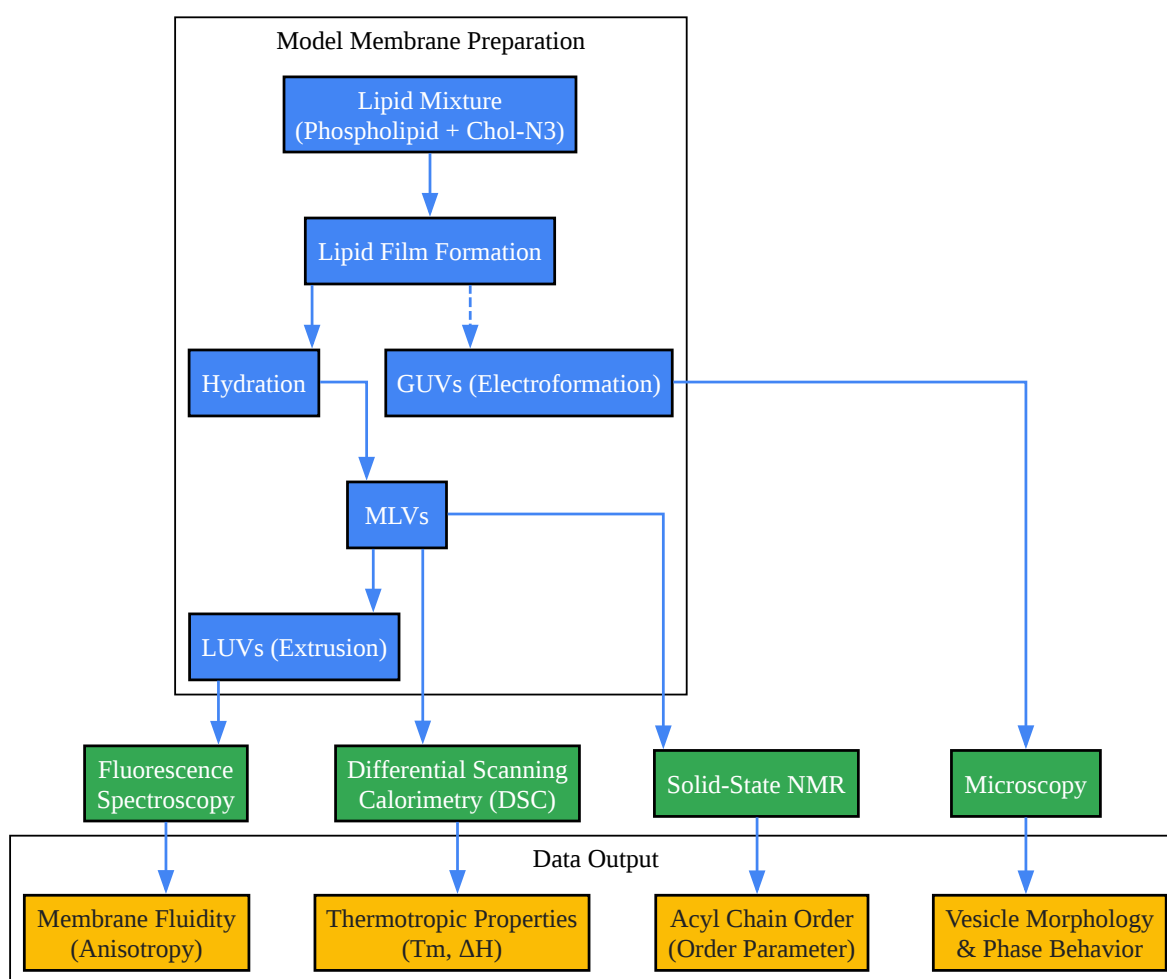 Model Membrane Preparation
Lipid Mixture
(Phospholipid + Chol-N3)
Lipid Film Formation
Hydration
GUVs (Electroformation)
MLVs
LUVs (Extrusion)
Fluorescence
Spectroscopy
Differential Scanning
Calorimetry (DSC)
Solid-State NMR
Microscopy
Data Output
Membrane Fluidity
(Anisotropy)
Thermotropic Properties
(Tm, ΔH)
Acyl Chain Order
(Order Parameter)
Vesicle Morphology
& Phase Behavior